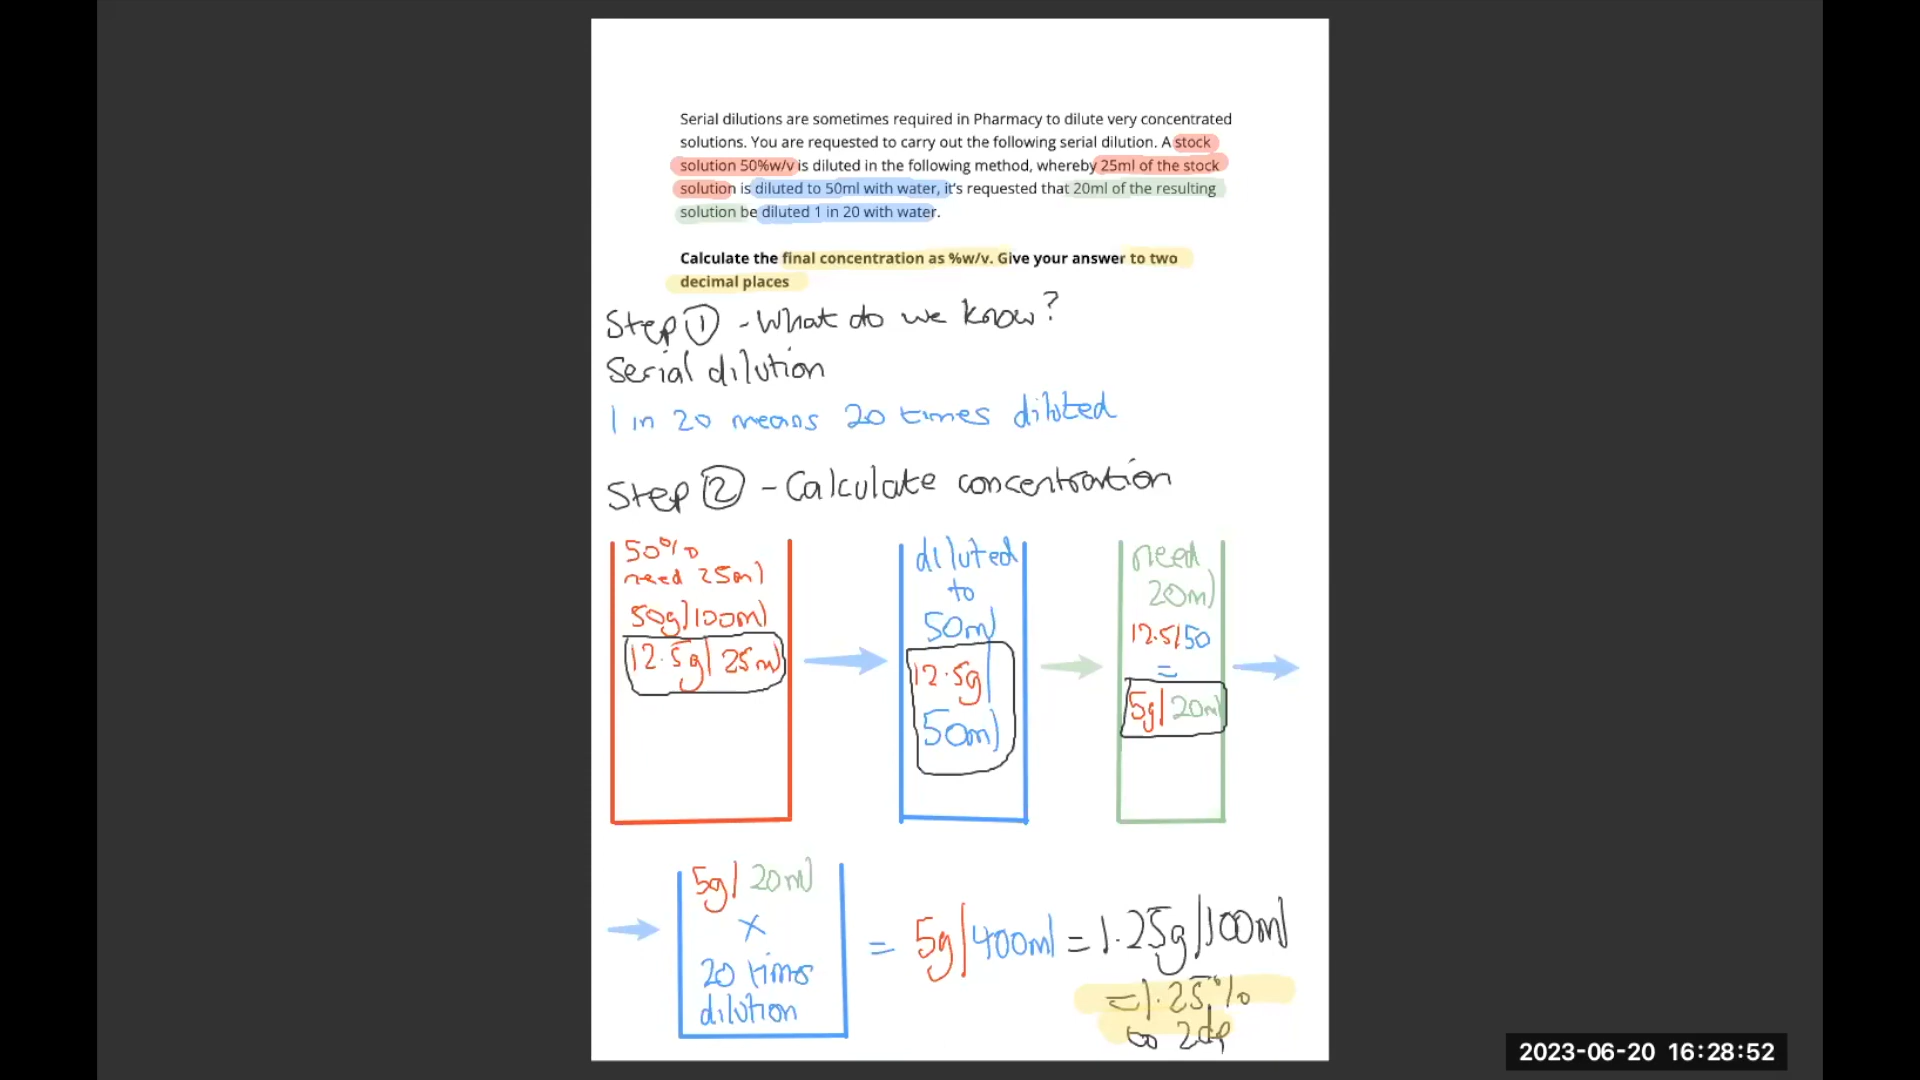 Serial dilutions are sometimes required in Pharmacy to dilute very concentrated
solutions. You are requested to carry out the following serial dilution. A stock
solution 50%w/v is diluted in the following method, whereby 25ml of the stock
solution is diluted to 50ml with water, it's requested that 20ml of the resulting
solution be diluted 1 in 20 with water.
Calculate the final concentration as %w/v. Give your answer to two
decimal places
Step 1 - What do we know?
Serial dilution
1 in 20 means 20 times diluted
Step 2 - Calculate concentration
50%
need 25ml
50g/100ml
12.5g/25ml
diluted
to
50ml
12.5g/
50ml
need
20ml
12.5/50
=
5g/20ml
5g/20ml
x
20 times
dilution
= 5g/400ml = 1.25g/100ml
= 1.25%
to 2dp
2023-06-20 16:28:52